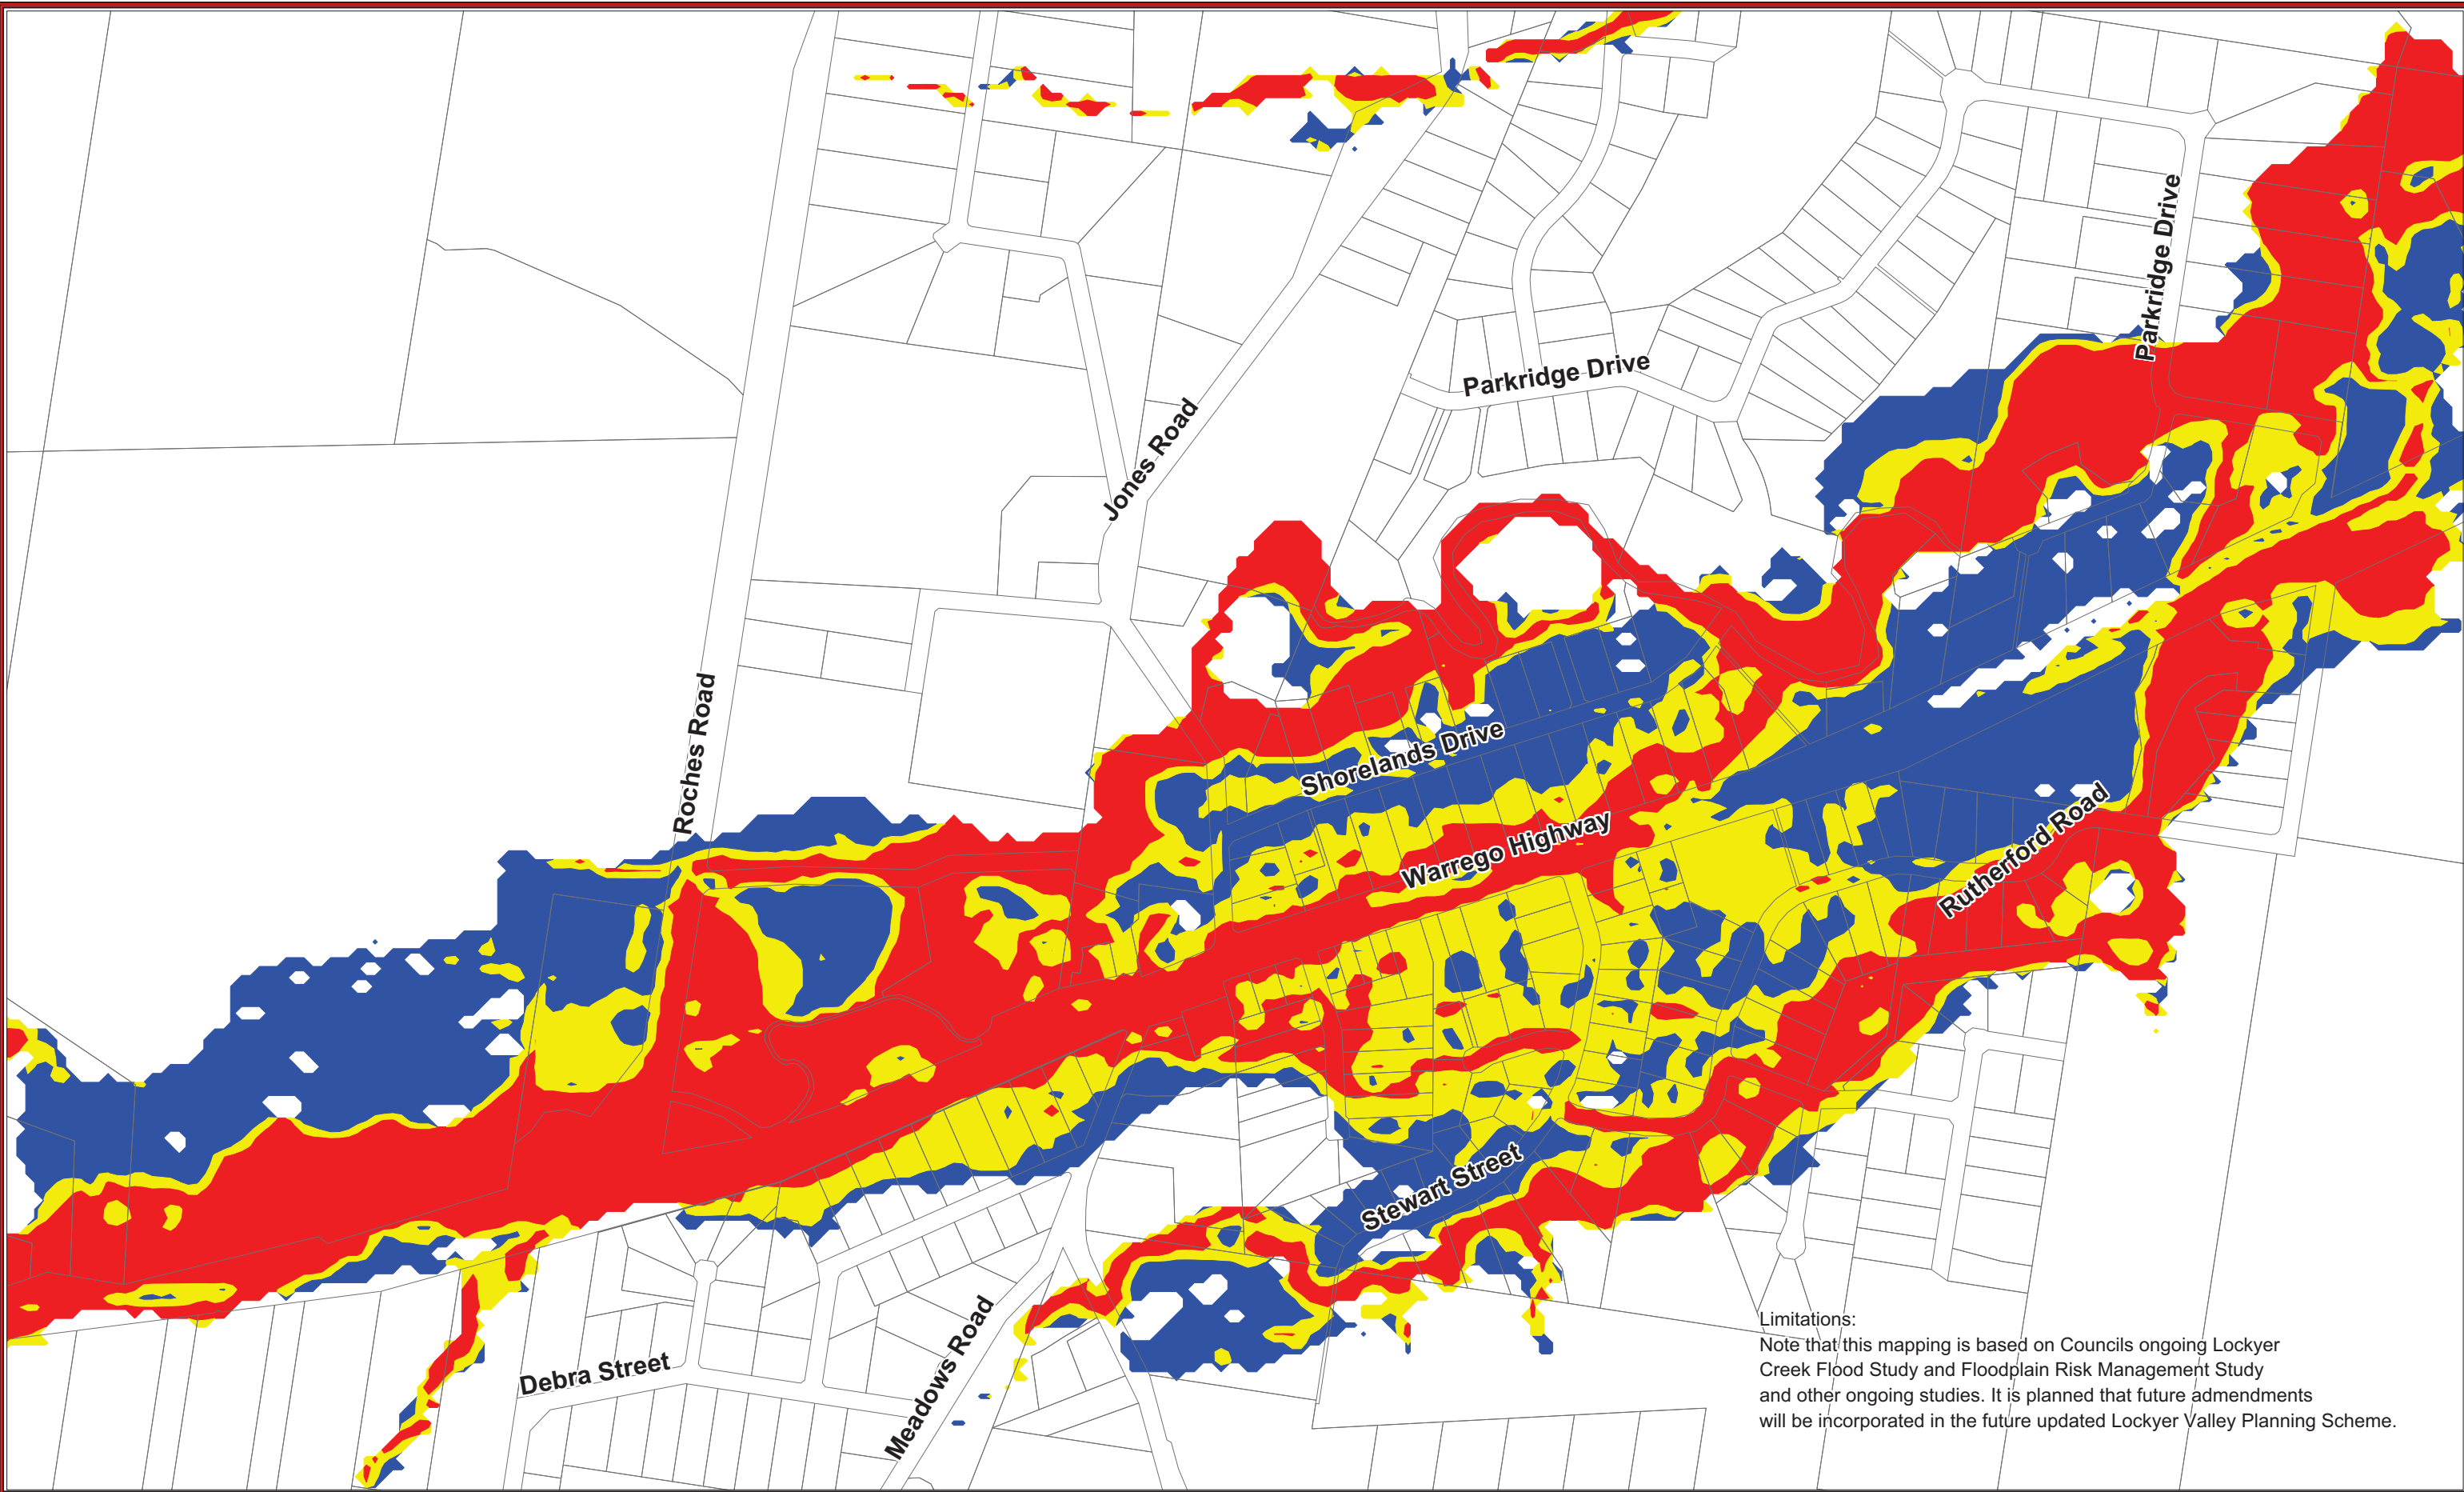 Parkridge Drive
Parkridge Drive
Jones Road
Roches Road
Shorelands Drive
Warrego Highway
Rutherford Road
Stewart Street
Debra Street
Meadows Road
Limitations:
Note that this mapping is based on Councils ongoing Lockyer
Creek Flood Study and Floodplain Risk Management Study
and other ongoing studies. It is planned that future admendments
will be incorporated in the future updated Lockyer Valley Planning Scheme.